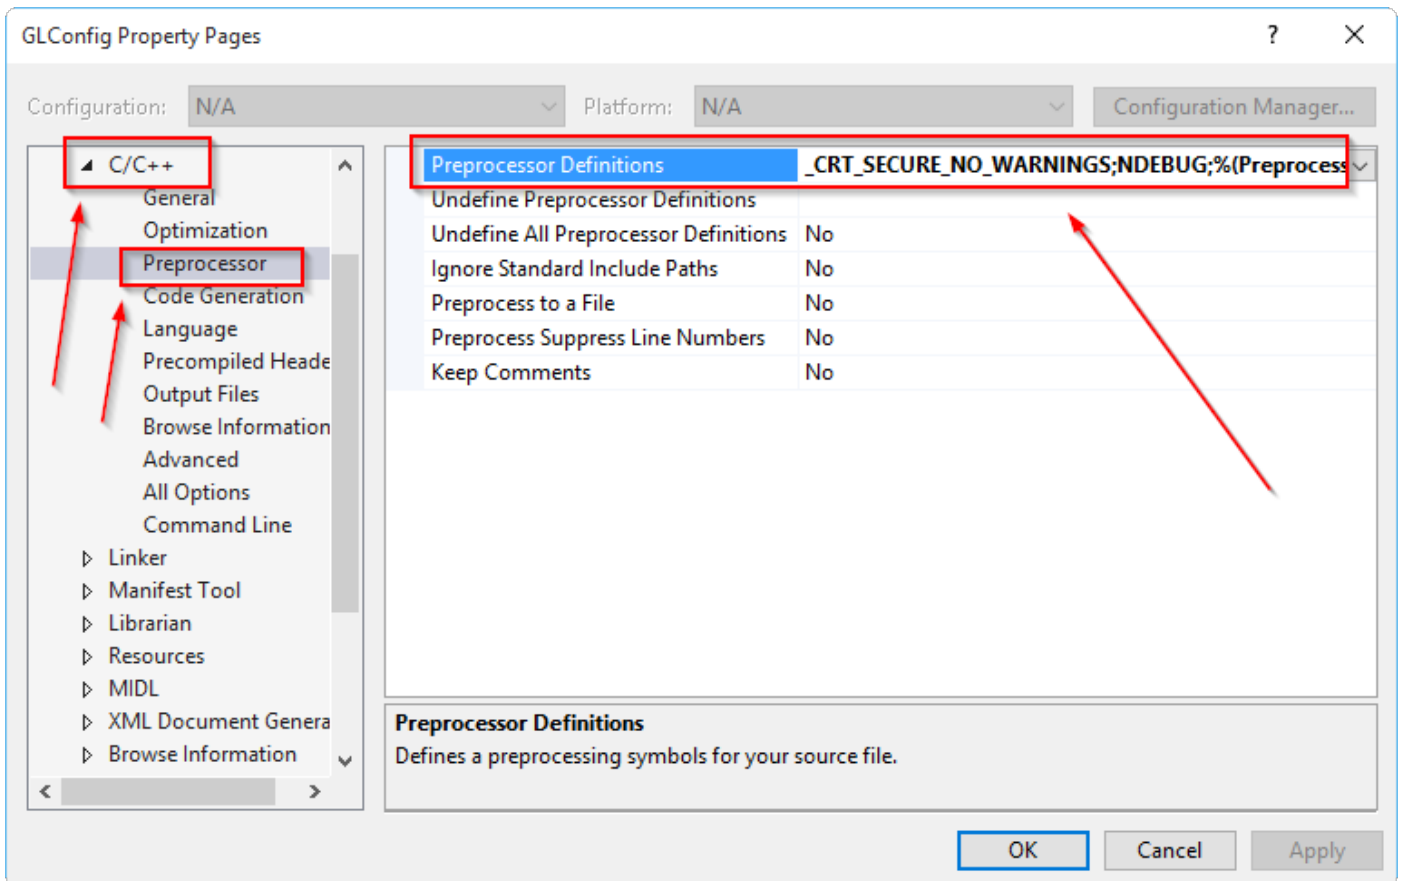 GLConfig Property Pages
?
Configuration: N/A Platform: N/A Configuration Manager...
C/C++
General
Optimization
Preprocessor
Code Generation
Language
Precompiled Heade
Output Files
Browse Information
Advanced
All Options
Command Line
Linker
Manifest Tool
Librarian
Resources
MIDL
XML Document Genera
Browse Information
Preprocessor Definitions _CRT_SECURE_NO_WARNINGS;NDEBUG;%(Preprocess
Undefine Preprocessor Definitions
Undefine All Preprocessor Definitions No
Ignore Standard Include Paths No
Preprocess to a File No
Preprocess Suppress Line Numbers No
Keep Comments No
Preprocessor Definitions
Defines a preprocessing symbols for your source file.
OK Cancel Apply